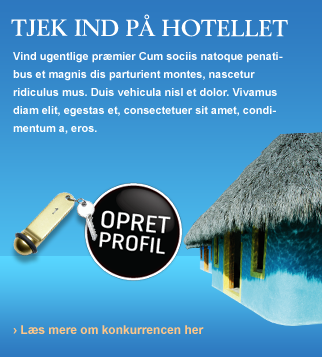 TJEK IND PÅ HOTELLET
Vind ugentlige præmier Cum sociis natoque penati-
bus et magnis dis parturient montes, nascetur
ridiculus mus. Duis vehicula nisl et dolor. Vivamus
diam elit, egestas et, consectetuer sit amet, condi-
mentum a, eros.
OPRET
PROFIL
› Læs mere om konkurrencen her